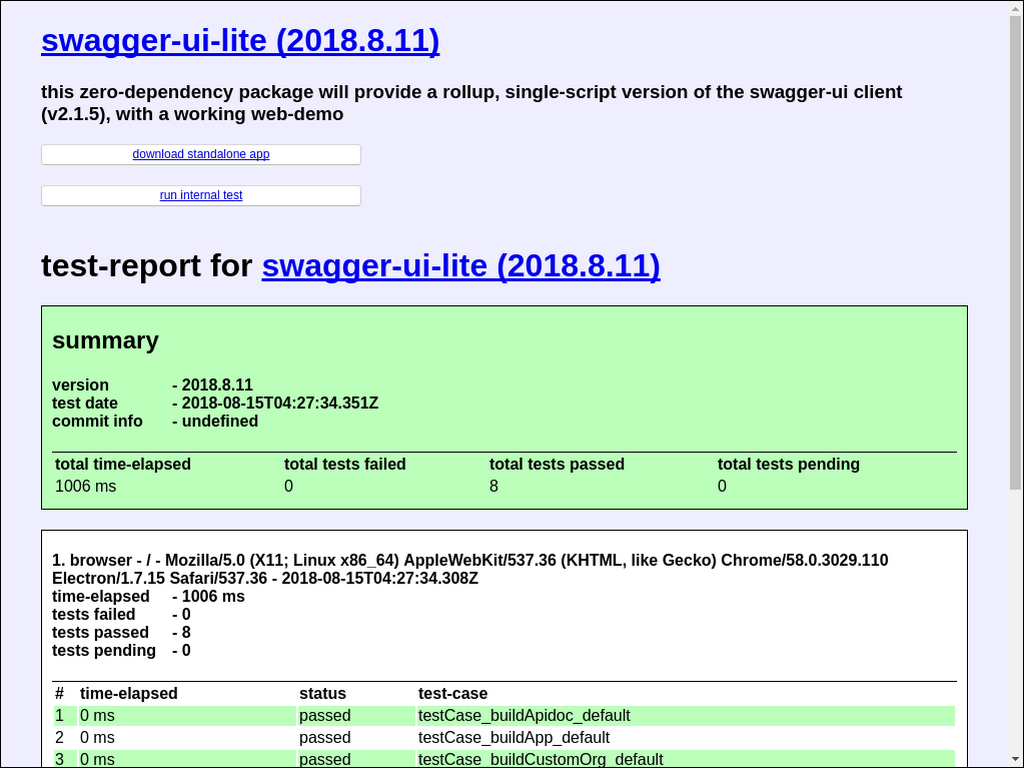 swagger-ui-lite (2018.8.11)
this zero-dependency package will provide a rollup, single-script version of the swagger-ui client
(v2.1.5), with a working web-demo
download standalone app
run internal test
test-report for swagger-ui-lite (2018.8.11)
summary
version - 2018.8.11
test date - 2018-08-15T04:27:34.351Z
commit info - undefined
total time-elapsed total tests failed total tests passed total tests pending
1006 ms 0 8 0
1. browser - / - Mozilla/5.0 (X11; Linux x86_64) AppleWebKit/537.36 (KHTML, like Gecko) Chrome/58.0.3029.110
Electron/1.7.15 Safari/537.36 - 2018-08-15T04:27:34.308Z
time-elapsed - 1006 ms
tests failed - 0
tests passed - 8
tests pending - 0
# time-elapsed status test-case
1 0 ms passed testCase_buildApidoc_default
2 0 ms passed testCase_buildApp_default
3 0 ms passed testCase_buildCustomOrg_default